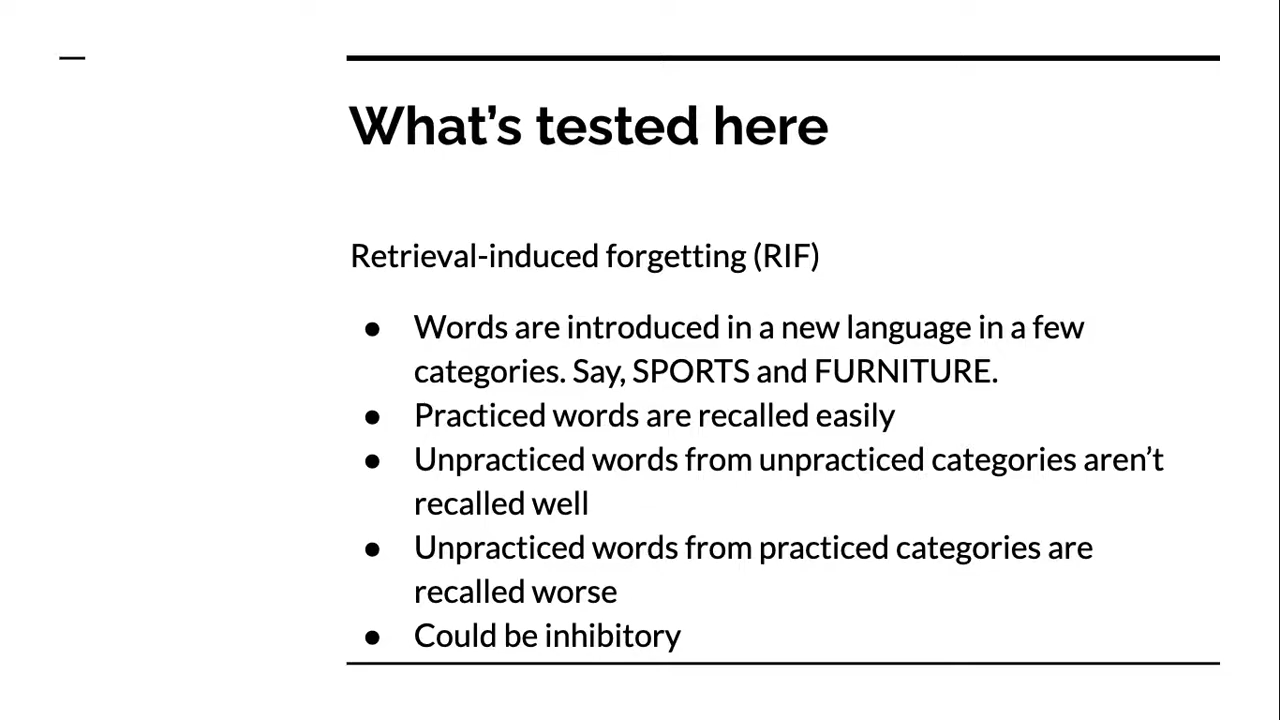 What’s tested here
Retrieval-induced forgetting (RIF)
● Words are introduced in a new language in a few
categories. Say, SPORTS and FURNITURE.
● Practiced words are recalled easily
● Unpracticed words from unpracticed categories aren’t
recalled well
● Unpracticed words from practiced categories are
recalled worse
● Could be inhibitory